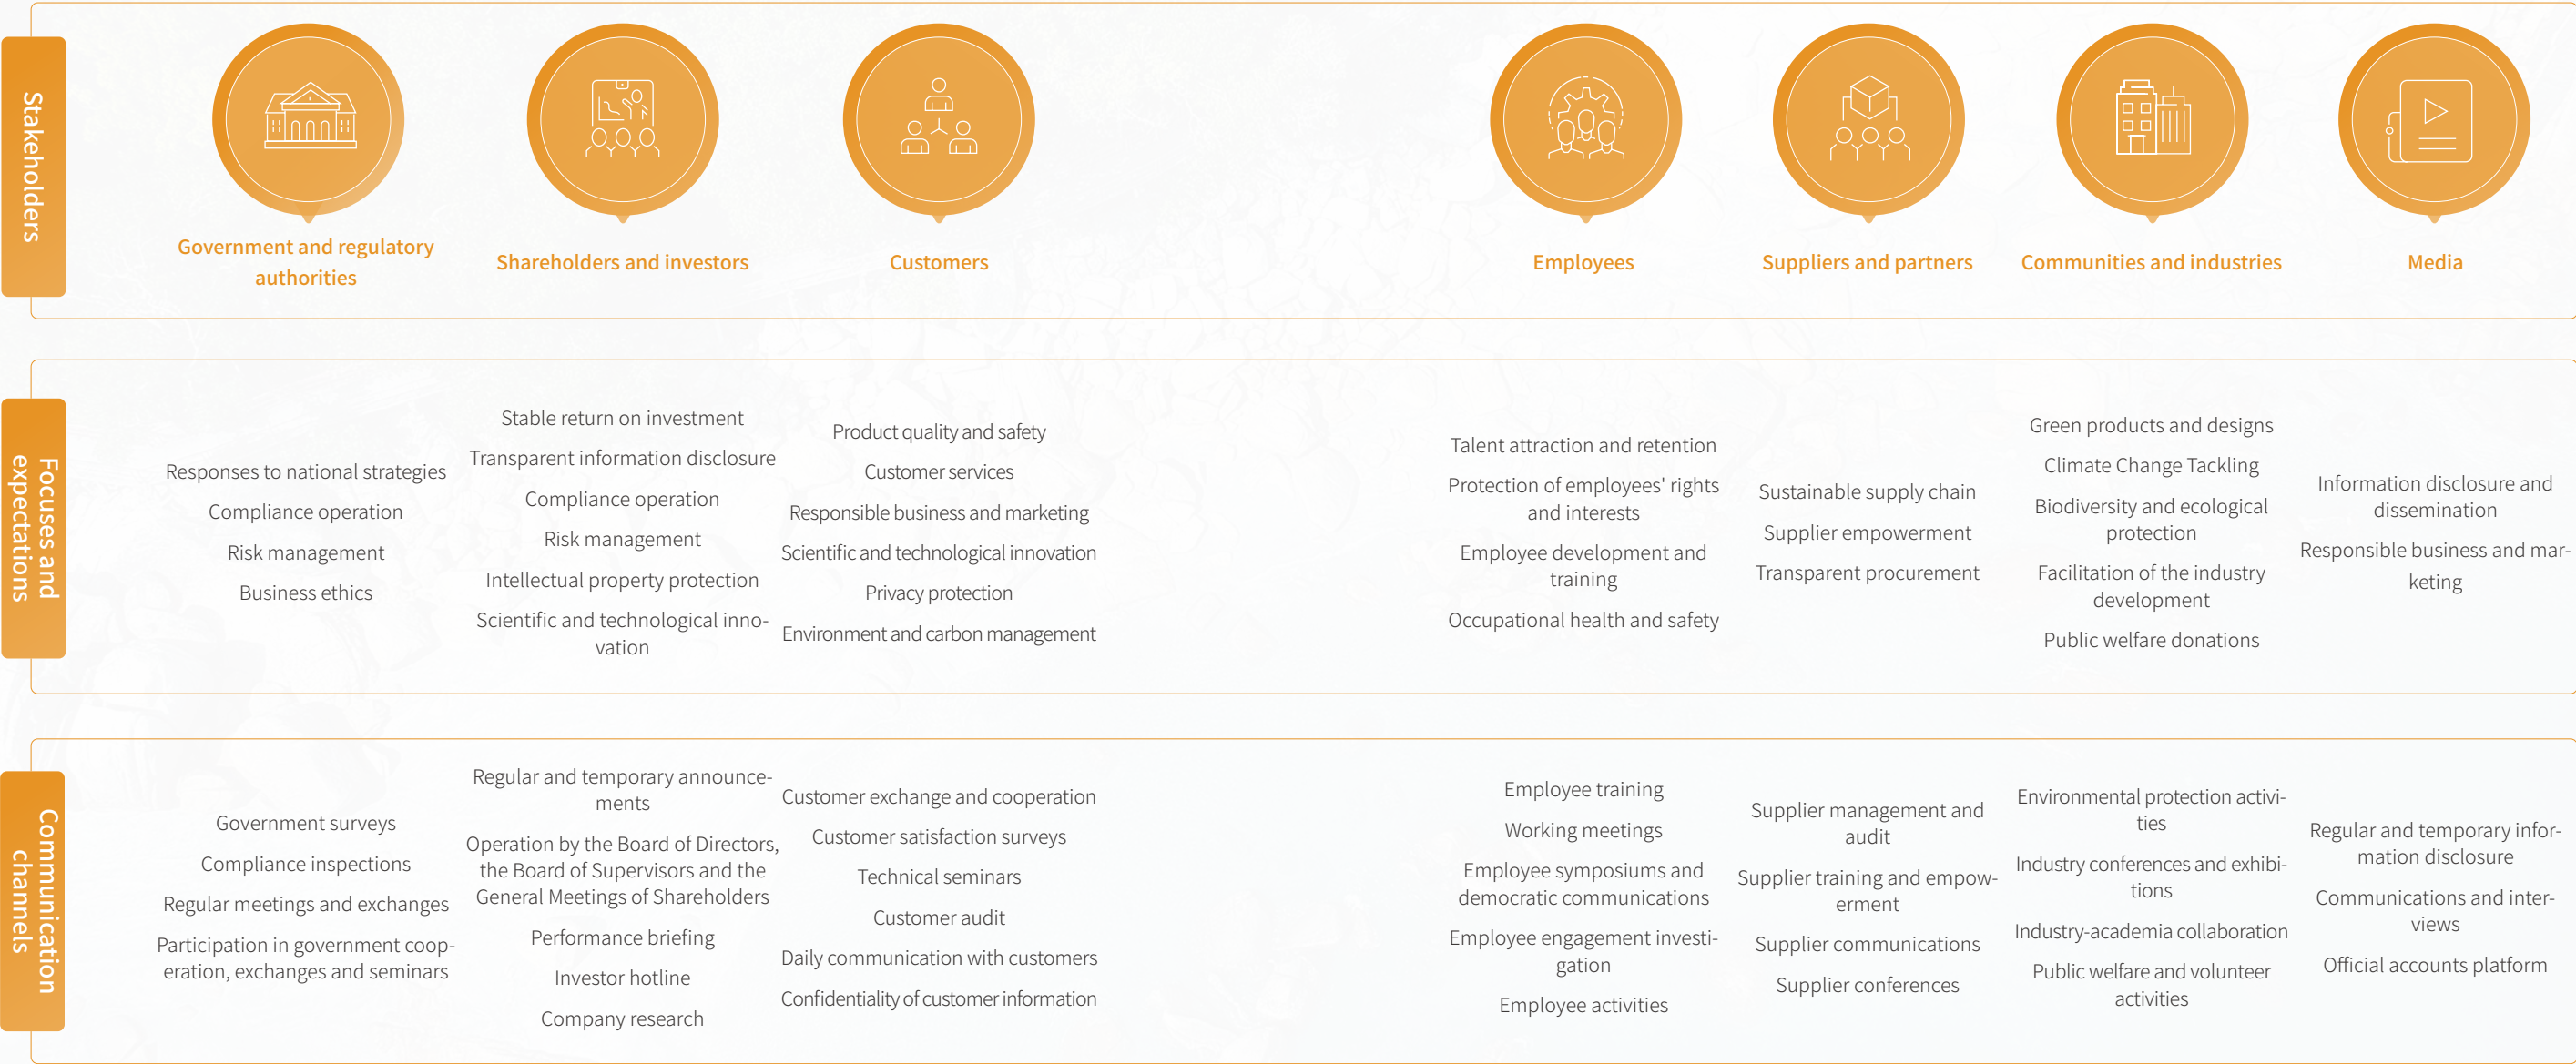 Stakeholders
Government and regulatory
authorities
Shareholders and investors
Customers
Employees
Suppliers and partners
Communities and industries
Media
Focuses and
expectations
Responses to national strategies
Compliance operation
Risk management
Business ethics
Stable return on investment
Transparent information disclosure
Compliance operation
Risk management
Intellectual property protection
Scientific and technological inno-
vation
Product quality and safety
Customer services
Responsible business and marketing
Scientific and technological innovation
Privacy protection
Environment and carbon management
Talent attraction and retention
Protection of employees' rights
and interests
Employee development and
training
Occupational health and safety
Sustainable supply chain
Supplier empowerment
Transparent procurement
Green products and designs
Climate Change Tackling
Biodiversity and ecological
protection
Facilitation of the industry
development
Public welfare donations
Information disclosure and
dissemination
Responsible business and mar-
keting
Communication
channels
Government surveys
Compliance inspections
Regular meetings and exchanges
Participation in government coop-
eration, exchanges and seminars
Regular and temporary announce-
ments
Operation by the Board of Directors,
the Board of Supervisors and the
General Meetings of Shareholders
Performance briefing
Investor hotline
Company research
Customer exchange and cooperation
Customer satisfaction surveys
Technical seminars
Customer audit
Daily communication with customers
Confidentiality of customer information
Employee training
Working meetings
Employee symposiums and
democratic communications
Employee engagement investi-
gation
Employee activities
Supplier management and
audit
Supplier training and empow-
erment
Supplier communications
Supplier conferences
Environmental protection activi-
ties
Industry conferences and exhibi-
tions
Industry-academia collaboration
Public welfare and volunteer
activities
Regular and temporary infor-
mation disclosure
Communications and inter-
views
Official accounts platform